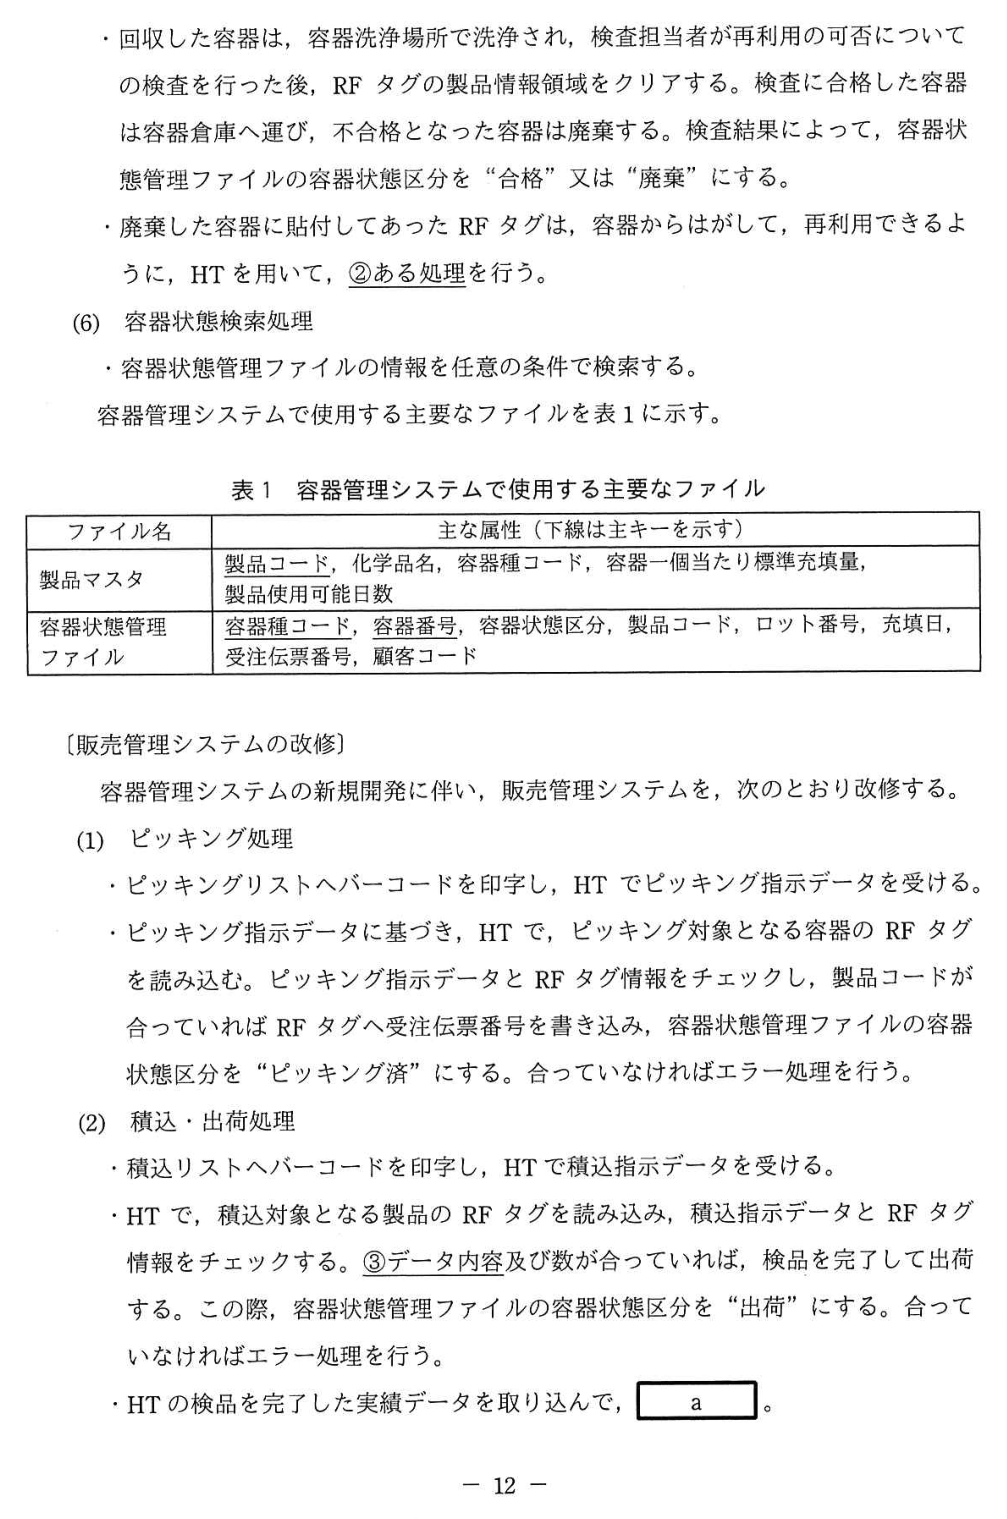 ・回収した容器は，容器洗浄場所で洗浄され，検査担当者が再利用の可否について
の検査を行った後，RF タグの製品情報領域をクリアする。検査に合格した容器
は容器倉庫へ運び，不合格となった容器は廃棄する。検査結果によって，容器状
態管理ファイルの容器状態区分を“合格”又は“廃棄”にする。
・廃棄した容器に貼付してあった RF タグは，容器からはがして，再利用できるよ
うに，HT を用いて，②ある処理を行う。
(6)　容器状態検索処理
・容器状態管理ファイルの情報を任意の条件で検索する。
容器管理システムで使用する主要なファイルを表 1 に示す。
表 1　容器管理システムで使用する主要なファイル
ファイル名　主な属性（下線は主キーを示す）
製品マスタ　製品コード，化学品名，容器種コード，容器一個当たり標準充填量，
製品使用可能日数
容器状態管理　容器種コード，容器番号，容器状態区分，製品コード，ロット番号，充填日，
ファイル　受注伝票番号，顧客コード
〔販売管理システムの改修〕
容器管理システムの新規開発に伴い，販売管理システムを，次のとおり改修する。
(1)　ピッキング処理
・ピッキングリストへバーコードを印字し，HT でピッキング指示データを受ける。
・ピッキング指示データに基づき，HT で，ピッキング対象となる容器の RF タグ
を読み込む。ピッキング指示データと RF タグ情報をチェックし，製品コードが
合っていれば RF タグへ受注伝票番号を書き込み，容器状態管理ファイルの容器
状態区分を“ピッキング済”にする。合っていなければエラー処理を行う。
(2)　積込・出荷処理
・積込リストへバーコードを印字し，HT で積込指示データを受ける。
・HT で，積込対象となる製品の RF タグを読み込み，積込指示データと RF タグ
情報をチェックする。③データ内容及び数が合っていれば，検品を完了して出荷
する。この際，容器状態管理ファイルの容器状態区分を“出荷”にする。合って
いなければエラー処理を行う。
・HT の検品を完了した実績データを取り込んで，　a　。
－ 12 －